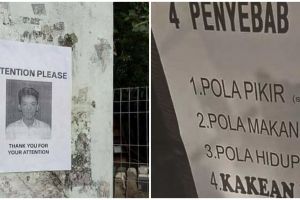 TTENTION PLEASE
THANK YOU FOR
YOUR ATTENTION
4 PENYEBAB
1.POLA PIKIR
2.POLA MAKAN
3.POLA HIDUP
4.KAKEAN